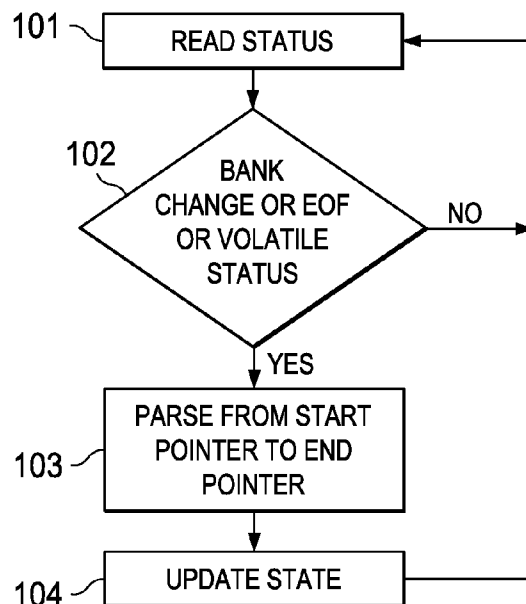 101
READ STATUS
102
BANK
CHANGE OR EOF
OR VOLATILE
STATUS
NO
YES
103
PARSE FROM START
POINTER TO END
POINTER
104
UPDATE STATE